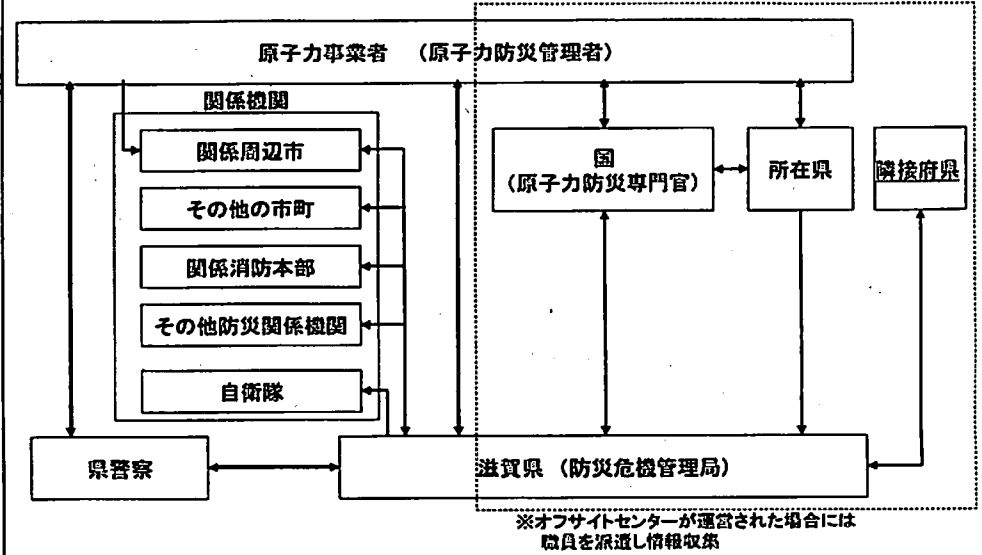 原子力事業者 （原子力防災管理者）
関係機関
関係周辺市
その他の市町
関係消防本部
その他防災関係機関
自衛隊
国
（原子力防災専門官）
所在県
隣接府県
県警察
滋賀県（防災危機管理局）
※オフサイトセンターが運営された場合には
職員を派遣し情報収集